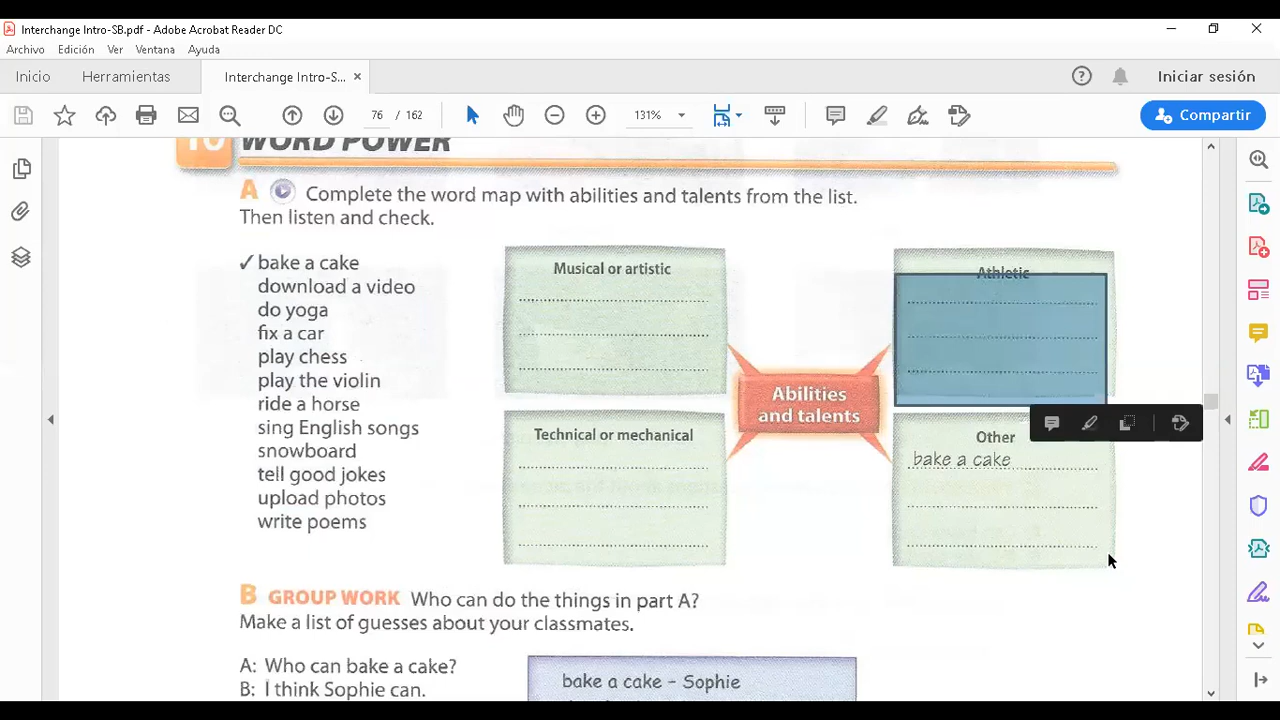 Interchange Intro-SB.pdf - Adobe Acrobat Reader DC
Archivo Edición Ver Ventana Ayuda
Inicio Herramientas Interchange Intro-S... × Iniciar sesión
76 / 162 131% Compartir
10 WORD POWER
A Complete the word map with abilities and talents from the list.
Then listen and check.
✓ bake a cake
download a video
do yoga
fix a car
play chess
play the violin
ride a horse
sing English songs
snowboard
tell good jokes
upload photos
write poems
Musical or artistic
Athletic
Abilities
and talents
Technical or mechanical
Other
bake a cake
B GROUP WORK Who can do the things in part A?
Make a list of guesses about your classmates.
A: Who can bake a cake?
B: I think Sophie can.
bake a cake – Sophie